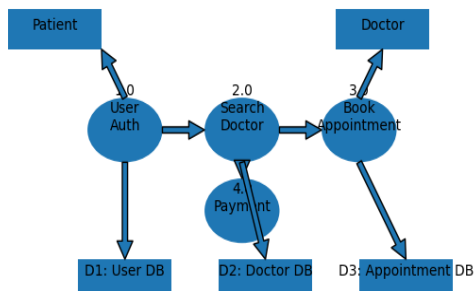 Patient
Doctor
1.0
User
Auth
2.0
Search
Doctor
3.0
Book
Appointment
4.0
Payment
D1: User DB
D2: Doctor DB
D3: Appointment DB